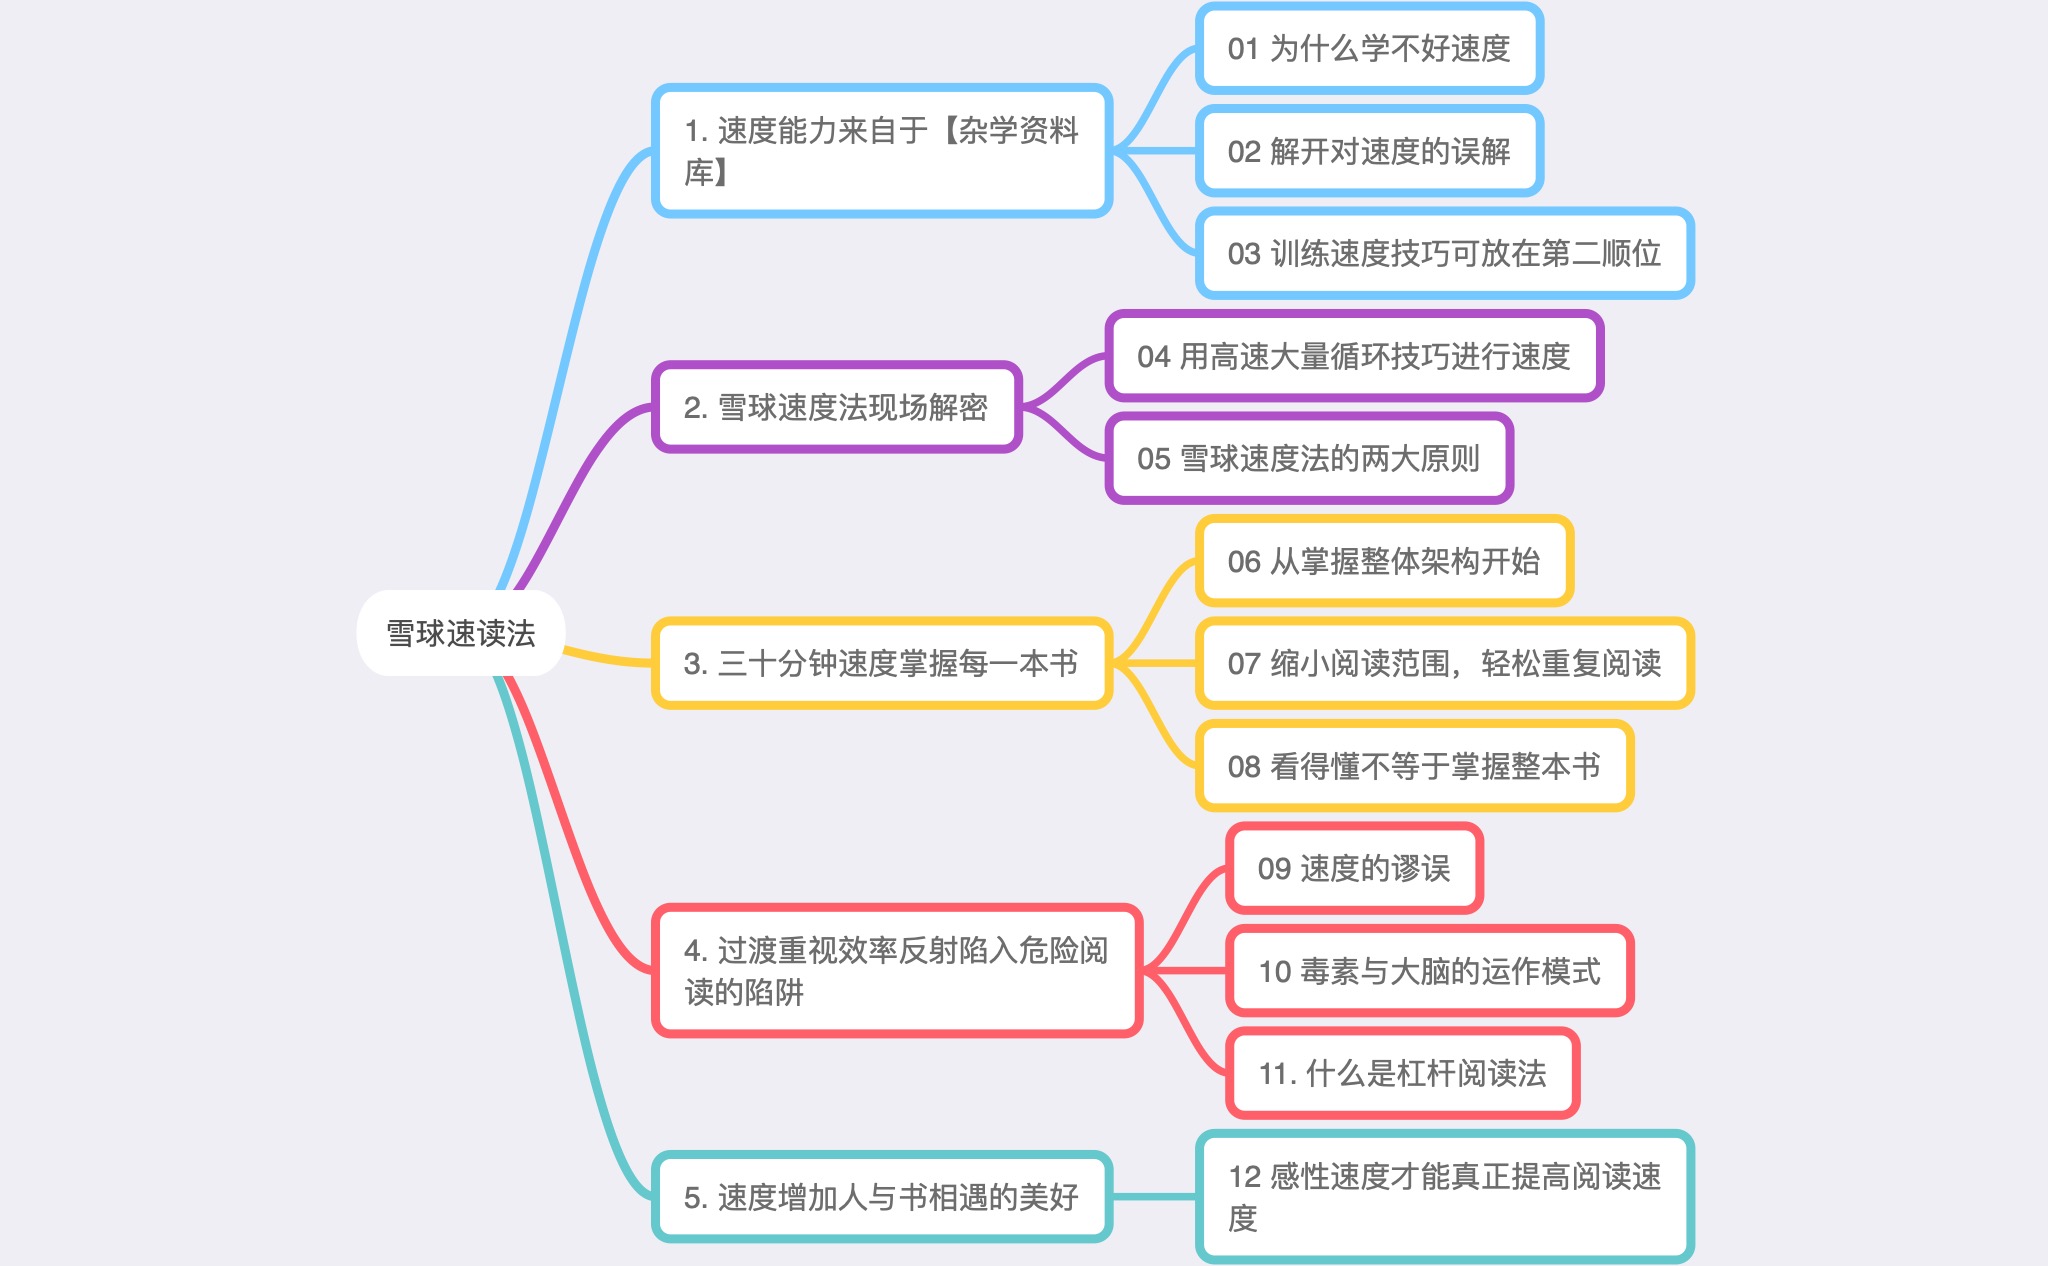 雪球速读法
1. 速度能力来自于【杂学资料
库】
01 为什么学不好速度
02 解开对速度的误解
03 训练速度技巧可放在第二顺位
2. 雪球速度法现场解密
04 用高速大量循环技巧进行速度
05 雪球速度法的两大原则
3. 三十分钟速度掌握每一本书
06 从掌握整体架构开始
07 缩小阅读范围，轻松重复阅读
08 看得懂不等于掌握整本书
4. 过渡重视效率反射陷入危险阅
读的陷阱
09 速度的谬误
10 毒素与大脑的运作模式
11. 什么是杠杆阅读法
5. 速度增加人与书相遇的美好
12 感性速度才能真正提高阅读速
度